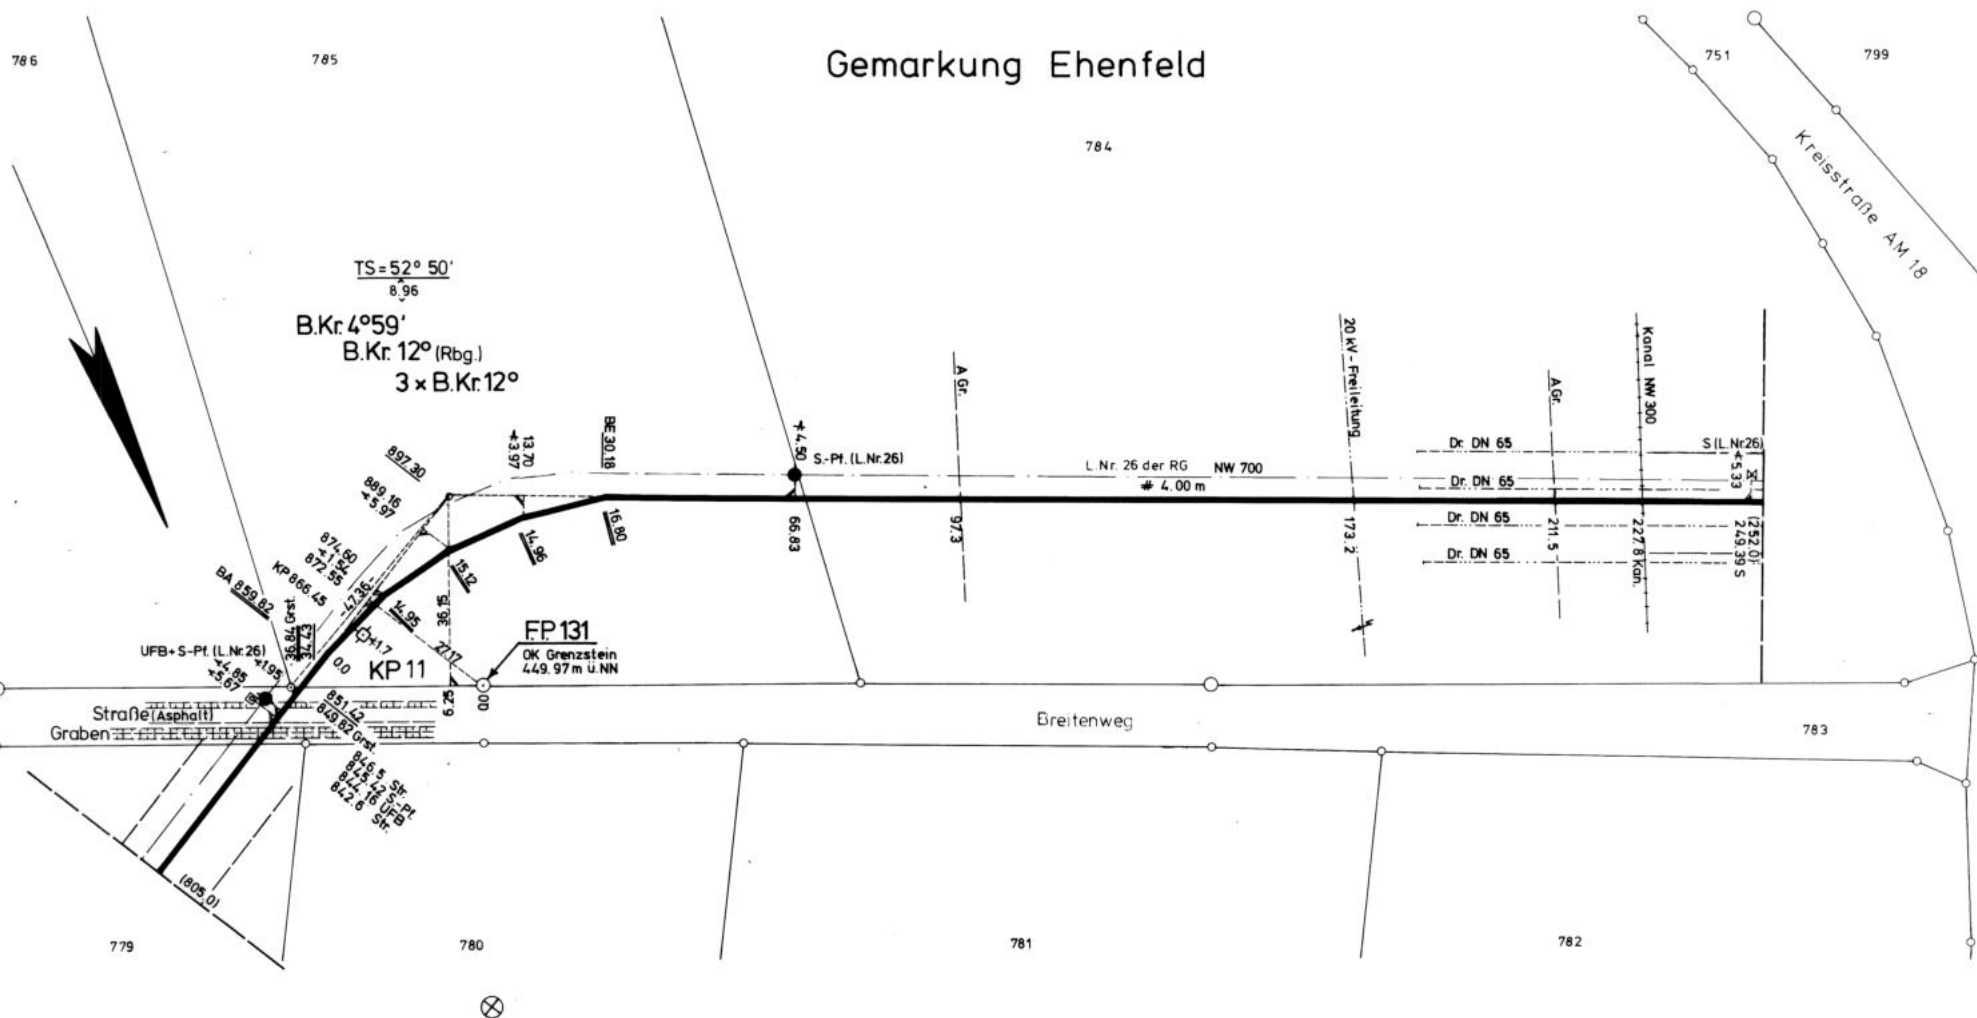 Gemarkung Ehenfeld
786
785
784
751
799
Kreisstraße AM 18
TS=52° 50'
8.96
B.Kr. 4°59'
B.Kr. 12° (Rbg.)
3 x B.Kr. 12°
897.30
889.16
5.97
874.60
1.54
872.55
KP 866.45
BA 859.82
36.84 Grst.
34.43
UFB+S-Pf. (L.Nr.26)
4.85
1.95
5.67
13.70
3.97
BE 30.18
4.50
S.-Pf. (L.Nr.26)
A Gr.
20 kV-Freileitung
A Gr.
Kanal NW 300
L.Nr. 26 der RG NW 700
# 4.00 m
Dr. DN 65
Dr. DN 65
Dr. DN 65
Dr. DN 65
S (L.Nr.26)
5.33
47.36
14.95
15.12
14.96
16.80
66.83
97.3
173.2
211.5
227.8 Kan.
(252.0)
249.39 S
1.7
0.0
KP 11
27.17
36.15
6.25
0.0
F.P. 131
OK Grenzstein
449.97 m ü.NN
Straße (Asphalt)
Graben
851.42
849.82 Grst.
846.5 Str.
845.42 S.-Pf.
844.16 UFB
842.6 Str.
Breitenweg
783
(805.0)
779
780
781
782